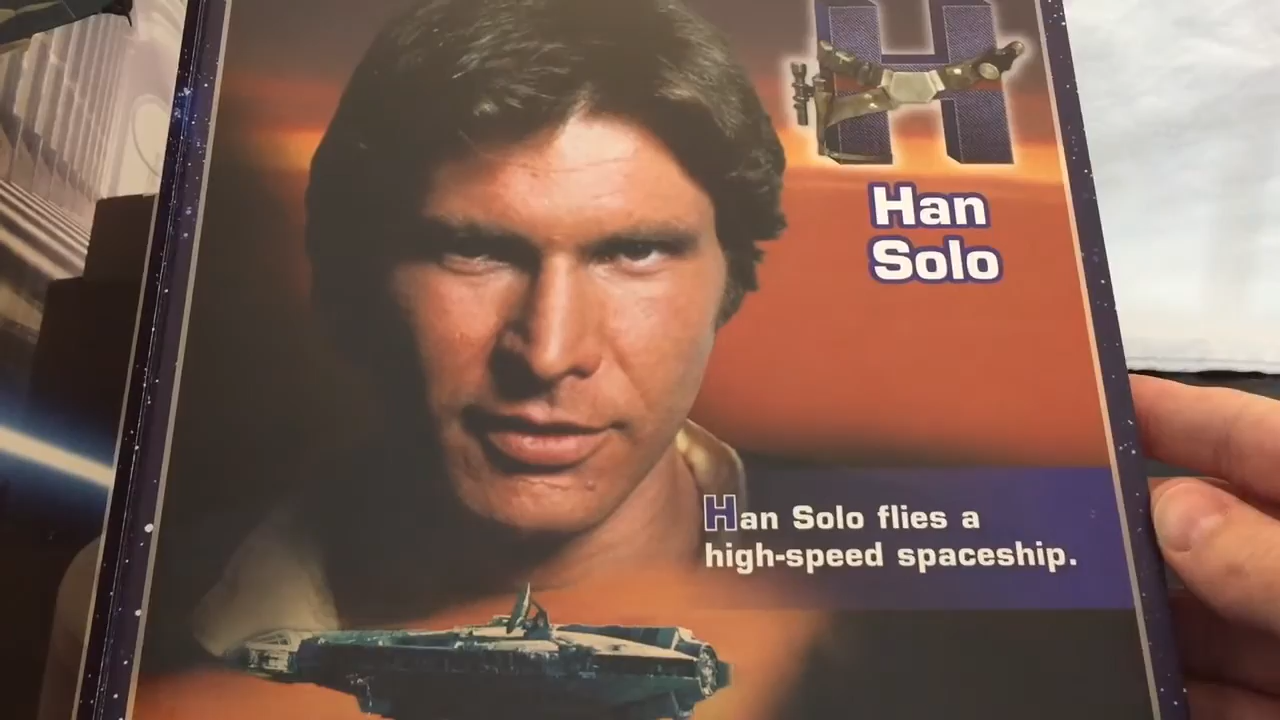 H
Han
Solo
Han Solo flies a
high-speed spaceship.